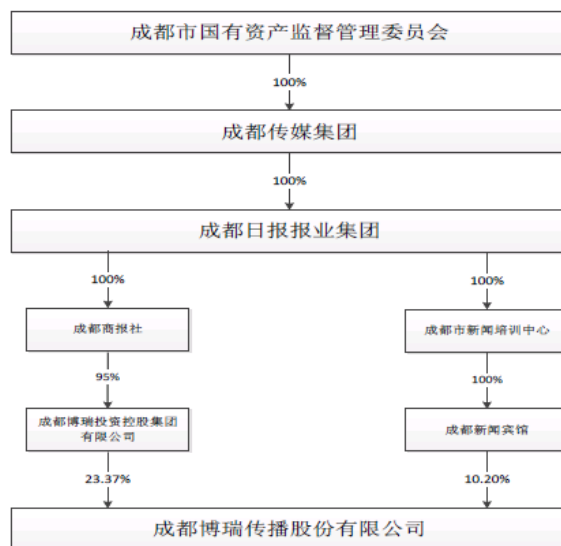 成都市国有资产监督管理委员会
100%
成都传媒集团
100%
成都日报报业集团
100%
100%
成都商报社
成都市新闻培训中心
95%
100%
成都博瑞投资控股集团
有限公司
成都新闻宾馆
23.37%
10.20%
成都博瑞传播股份有限公司